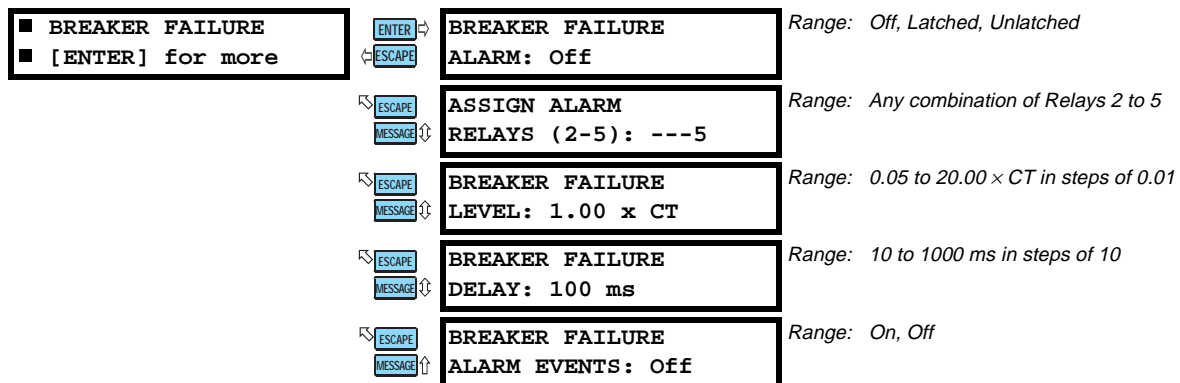 ■ BREAKER FAILURE
■ [ENTER] for more
ENTER
ESCAPE
BREAKER FAILURE
ALARM: Off
Range: Off, Latched, Unlatched
ESCAPE
MESSAGE
ASSIGN ALARM
RELAYS (2-5): ---5
Range: Any combination of Relays 2 to 5
ESCAPE
MESSAGE
BREAKER FAILURE
LEVEL: 1.00 x CT
Range: 0.05 to 20.00 × CT in steps of 0.01
ESCAPE
MESSAGE
BREAKER FAILURE
DELAY: 100 ms
Range: 10 to 1000 ms in steps of 10
ESCAPE
MESSAGE
BREAKER FAILURE
ALARM EVENTS: Off
Range: On, Off